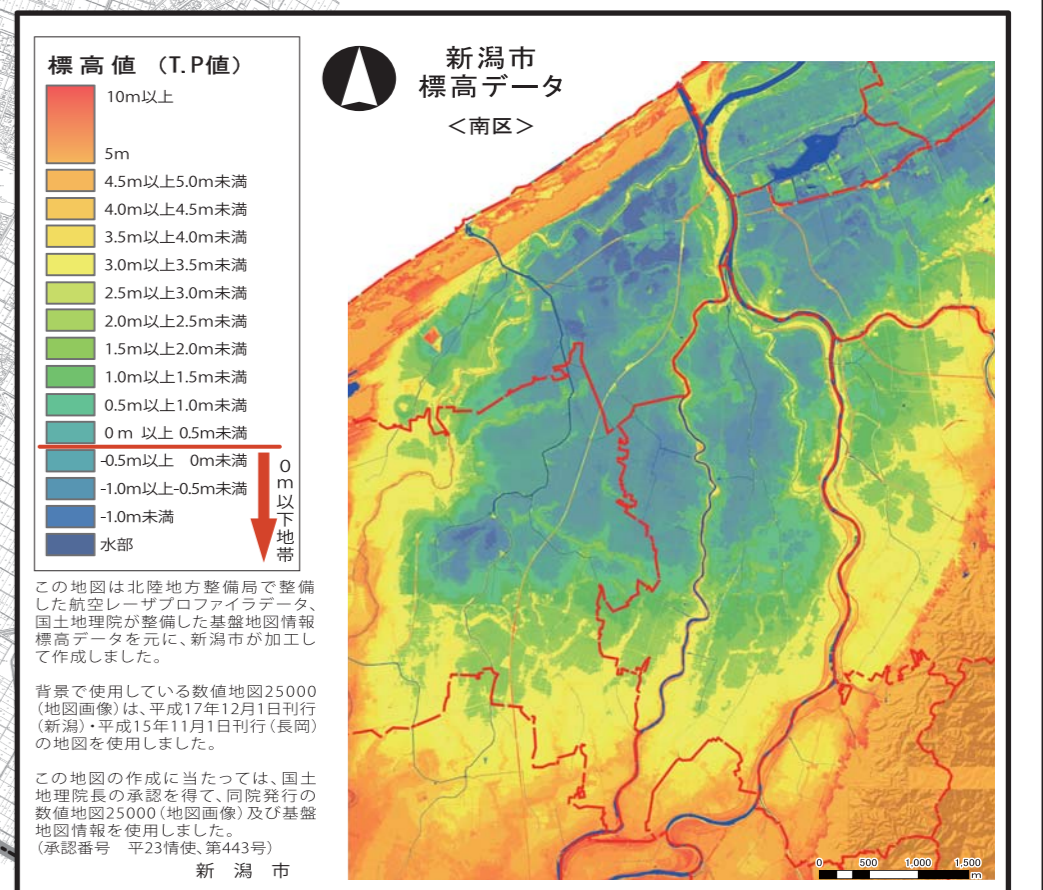 標高値 （T.P値）
10m以上
5m
4.5m以上5.0m未満
4.0m以上4.5m未満
3.5m以上4.0m未満
3.0m以上3.5m未満
2.5m以上3.0m未満
2.0m以上2.5m未満
1.5m以上2.0m未満
1.0m以上1.5m未満
0.5m以上1.0m未満
0 m 以上 0.5m未満
-0.5m以上 0m未満
-1.0m以上-0.5m未満
-1.0m未満
水部
0m以下地帯
この地図は北陸地方整備局で整備
した航空レーザプロファイラデータ、
国土地理院が整備した基盤地図情報
標高データを元に、新潟市が加工し
て作成しました。
背景で使用している数値地図25000
（地図画像）は、平成17年12月1日刊行
（新潟）・平成15年11月1日刊行（長岡）
の地図を使用しました。
この地図の作成に当たっては、国土
地理院長の承認を得て、同院発行の
数値地図25000（地図画像）及び基盤
地図情報を使用しました。
（承認番号 平23情使、第443号）
新 潟 市
新潟市
標高データ
＜南区＞
0 500 1,000 1,500
m